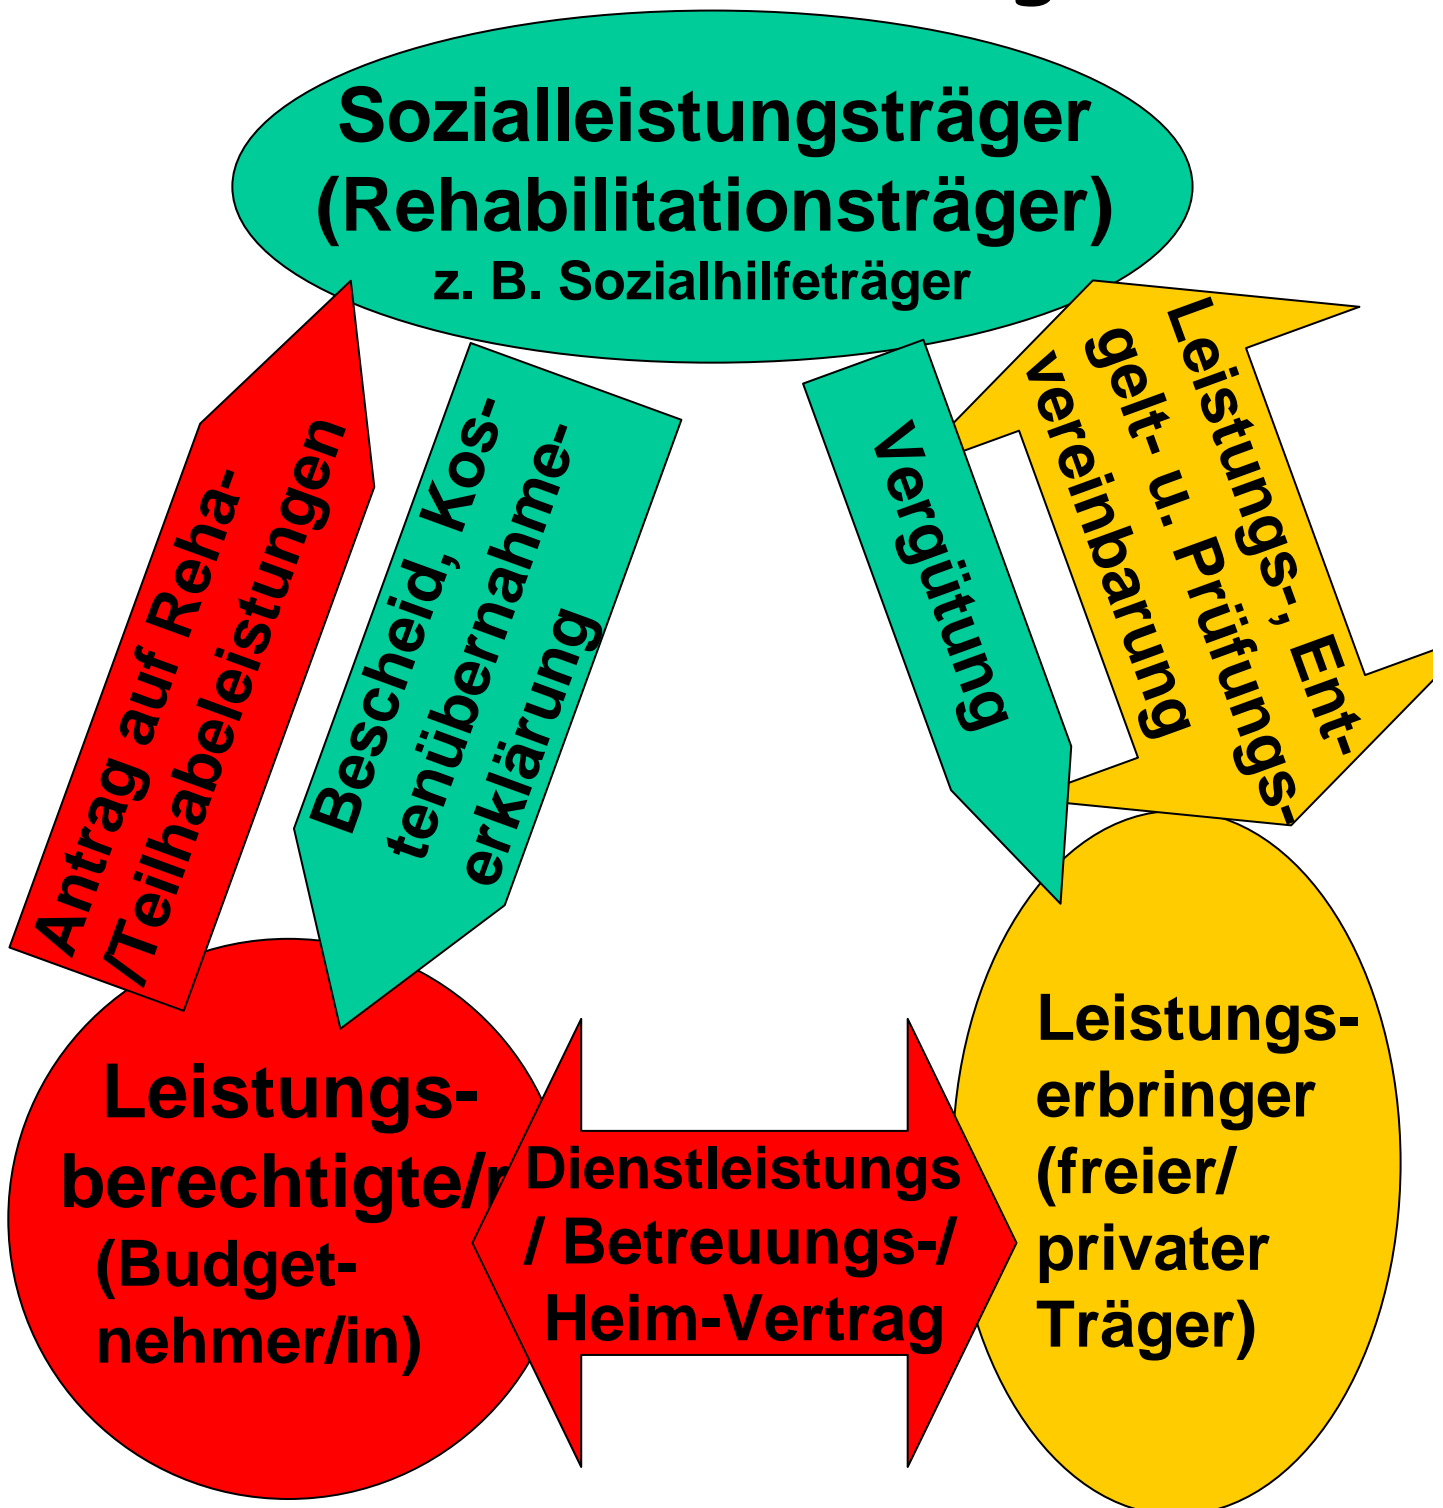 Sozialleistungsträger
(Rehabilitationsträger)
z. B. Sozialhilfeträger
Antrag auf Reha-
/Teilhabeleistungen
Bescheid, Kos-
tenübernahme-
erklärung
Vergütung
Leistungs-, Ent-
gelt- u. Prüfungs-
vereinbarung
Leistungs-
berechtigte/r
(Budget-
nehmer/in)
Dienstleistungs
/ Betreuungs-/
Heim-Vertrag
Leistungs-
erbringer
(freier/
privater
Träger)